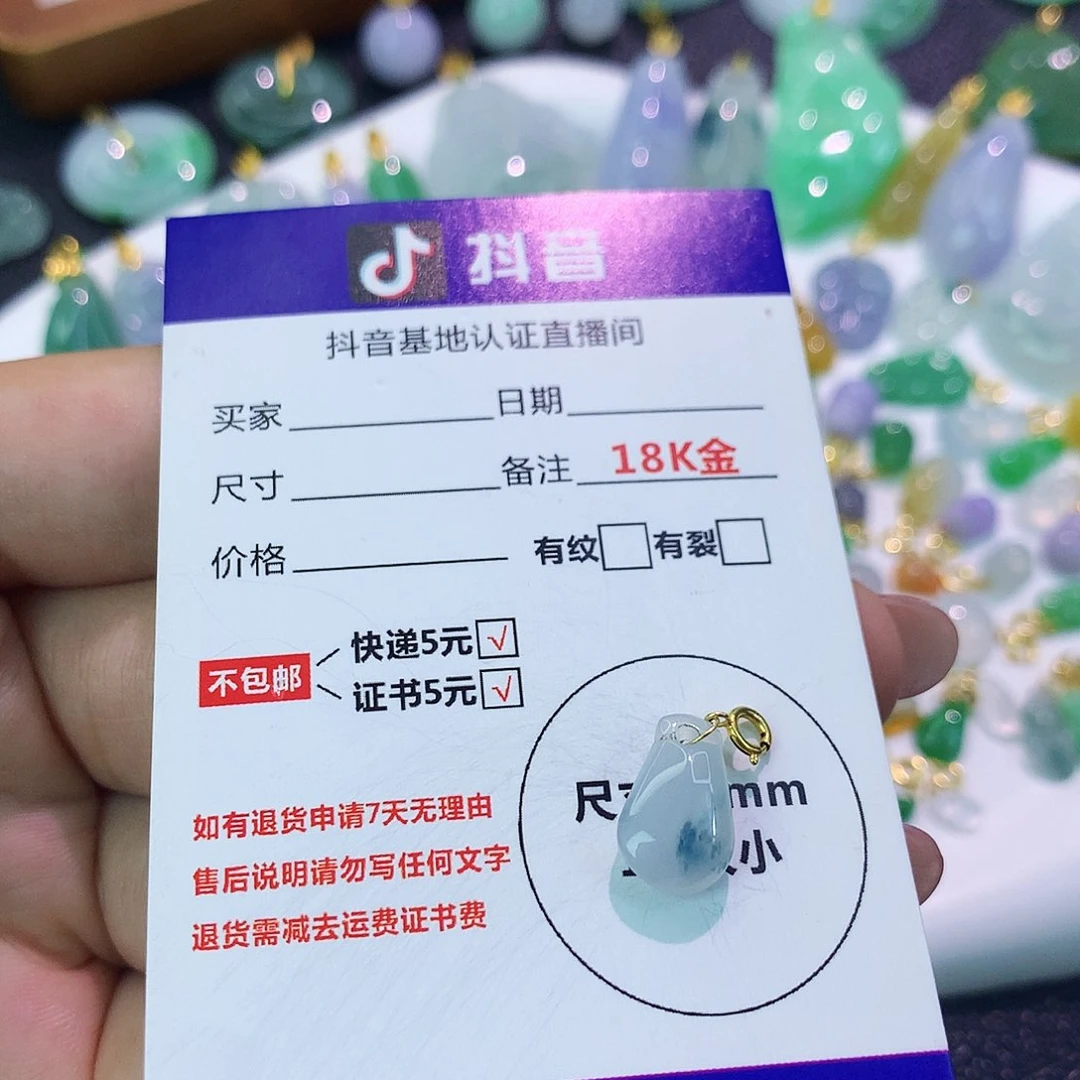 抖音
抖音基地认证直播间
买家 日期
尺寸 备注 18K金
价格 有纹 有裂
不包邮
快递5元 √
证书5元 √
如有退货申请7天无理由
售后说明请勿写任何文字
退货需减去运费证书费
尺 mm
小